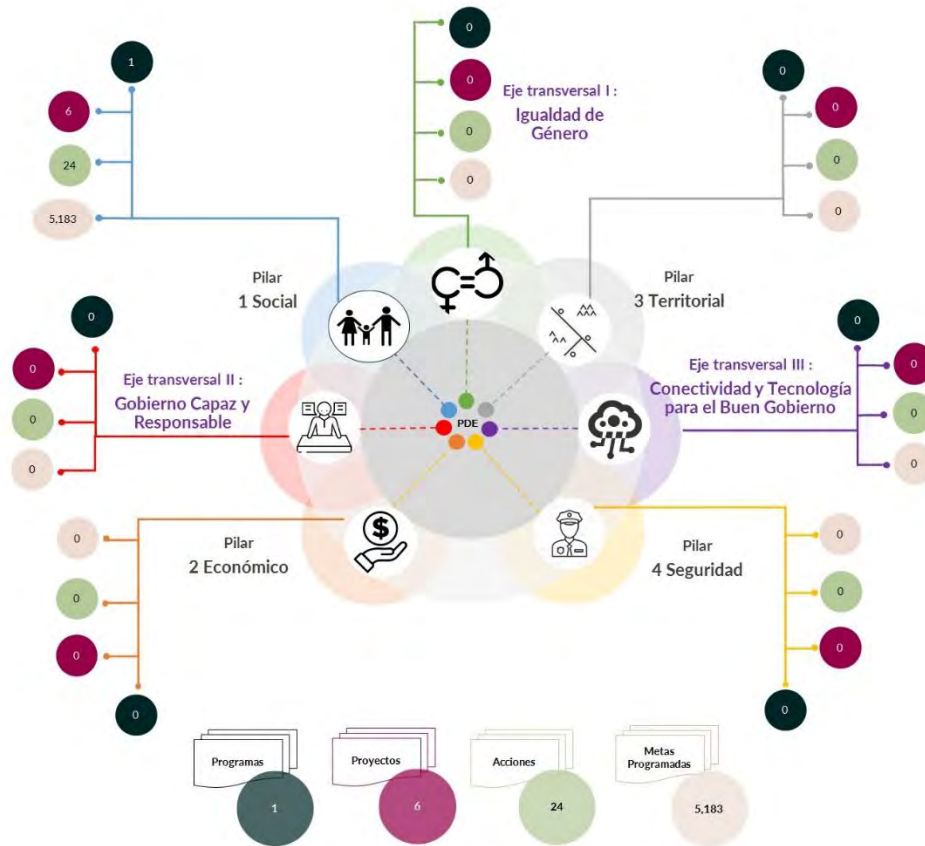 1
6
24
5,183
0
0
0
0
Eje transversal I :
Igualdad de
Género
0
0
0
0
Pilar
1 Social
Pilar
3 Territorial
0
0
0
0
Eje transversal II :
Gobierno Capaz y
Responsable
PDE
Eje transversal III :
Conectividad y Tecnología
para el Buen Gobierno
0
0
0
0
0
0
0
0
Pilar
2 Económico
$
Pilar
4 Seguridad
0
0
0
0
Programas
1
Proyectos
6
Acciones
24
Metas
Programadas
5,183